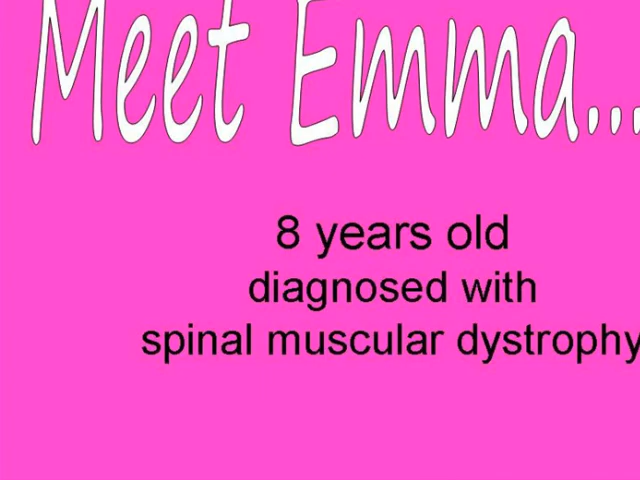 Meet Emma...
8 years old
diagnosed with
spinal muscular dystrophy